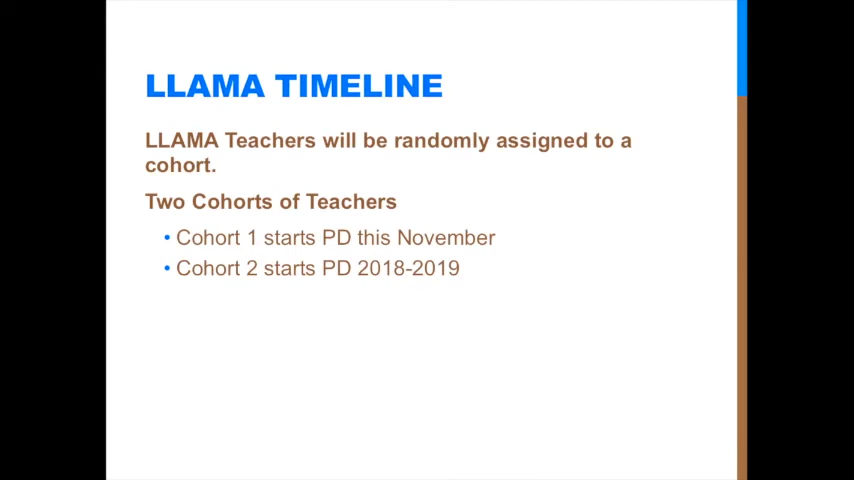 LLAMA TIMELINE
LLAMA Teachers will be randomly assigned to a
cohort.
Two Cohorts of Teachers
• Cohort 1 starts PD this November
• Cohort 2 starts PD 2018-2019